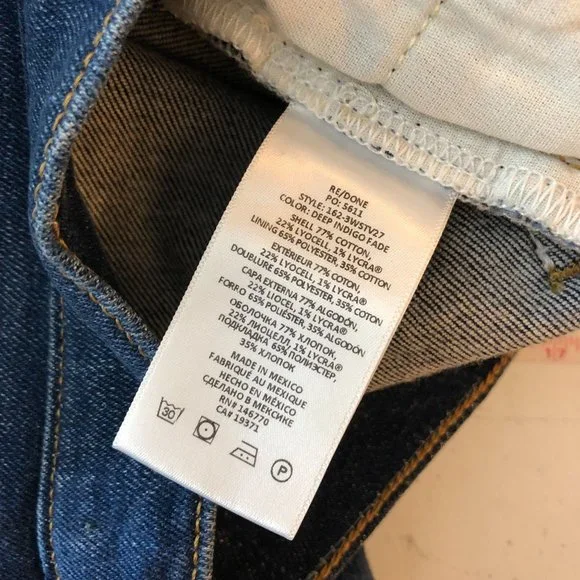 RE/DONE
PO: 5611
STYLE: 162-3WSTV27
COLOR: DEEP INDIGO FADE
SHELL 77% COTTON,
22% LYOCELL, 1% LYCRA®
LINING 65% POLYESTER, 35% COTTON
EXTÉRIEUR 77% COTON,
22% LYOCELL, 1% LYCRA®
DOUBLURE 65% POLYESTER, 35% COTON
CAPA EXTERNA 77% ALGODÓN,
22% LIOCEL, 1% LYCRA®
FORRO 65% POLIÉSTER, 35% ALGODÓN
ОБОЛОЧКА 77% ХЛОПОК,
22% ЛИОЦЕЛЛ, 1% LYCRA®
ПОДКЛАДКА 65% ПОЛИЭСТЕР
35% ХЛОПОК
MADE IN MEXICO
FABRIQUÉ AU MEXIQUE
HECHO EN MÉXICO
СДЕЛАНО В МЕКСИКЕ
RN# 146770
CA# 19371
30 P